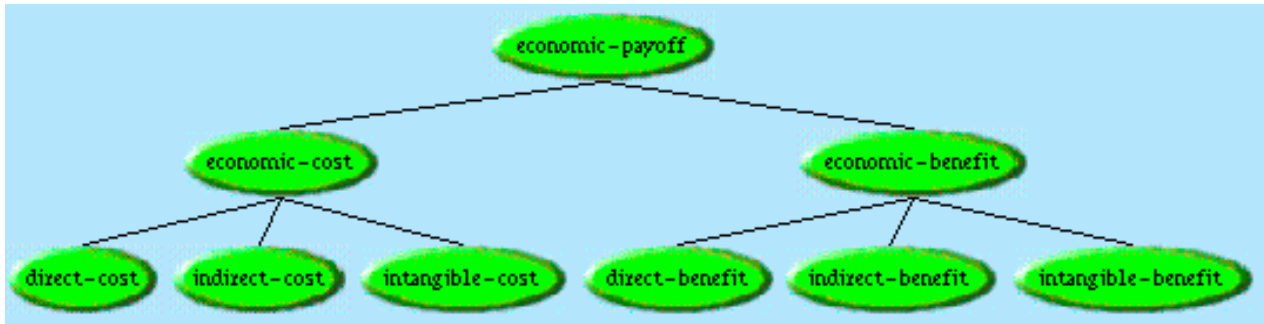 economic-payoff
economic-cost economic-benefit
direct-cost indirect-cost intangible-cost direct-benefit indirect-benefit intangible-benefit